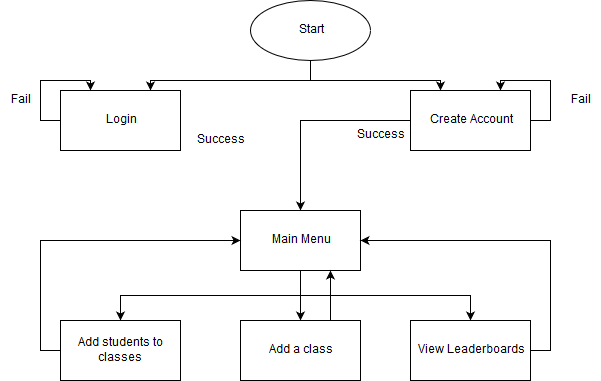 Start
Fail
Login
Success
Success
Create Account
Fail
Main Menu
Add students to
classes
Add a class
View Leaderboards